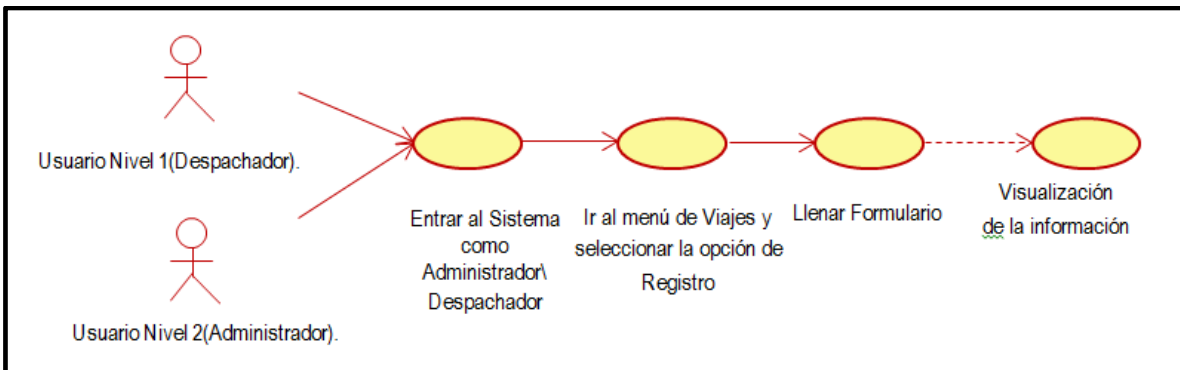 Usuario Nivel 1(Despachador).
Entrar al Sistema
como
Administrador\
Despachador
Ir al menú de Viajes y
seleccionar la opción de
Registro
Llenar Formulario
Visualización
de la información
Usuario Nivel 2(Administrador).